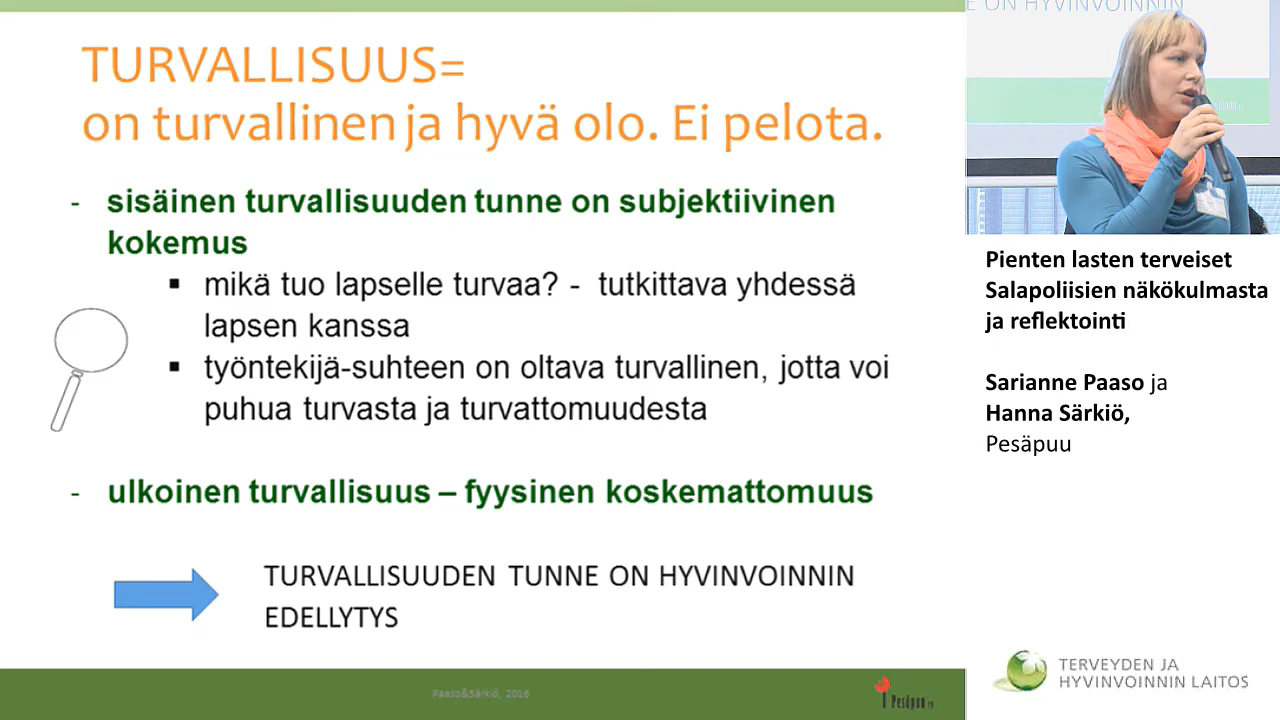 TURVALLISUUS=
on turvallinen ja hyvä olo. Ei pelota.
- sisäinen turvallisuuden tunne on subjektiivinen
kokemus
▪ mikä tuo lapselle turvaa? - tutkittava yhdessä
lapsen kanssa
▪ työntekijä-suhteen on oltava turvallinen, jotta voi
puhua turvasta ja turvattomuudesta
- ulkoinen turvallisuus – fyysinen koskemattomuus
TURVALLISUUDEN TUNNE ON HYVINVOINNIN
EDELLYTYS
Paaso&Särkiö, 2016
Pesäpuu ry
E ON HYVINVOINNIN
Pienten lasten terveiset
Salapoliisien näkökulmasta
ja reflektointi
Sarianne Paaso ja
Hanna Särkiö,
Pesäpuu
TERVEYDEN JA
HYVINVOINNIN LAITOS